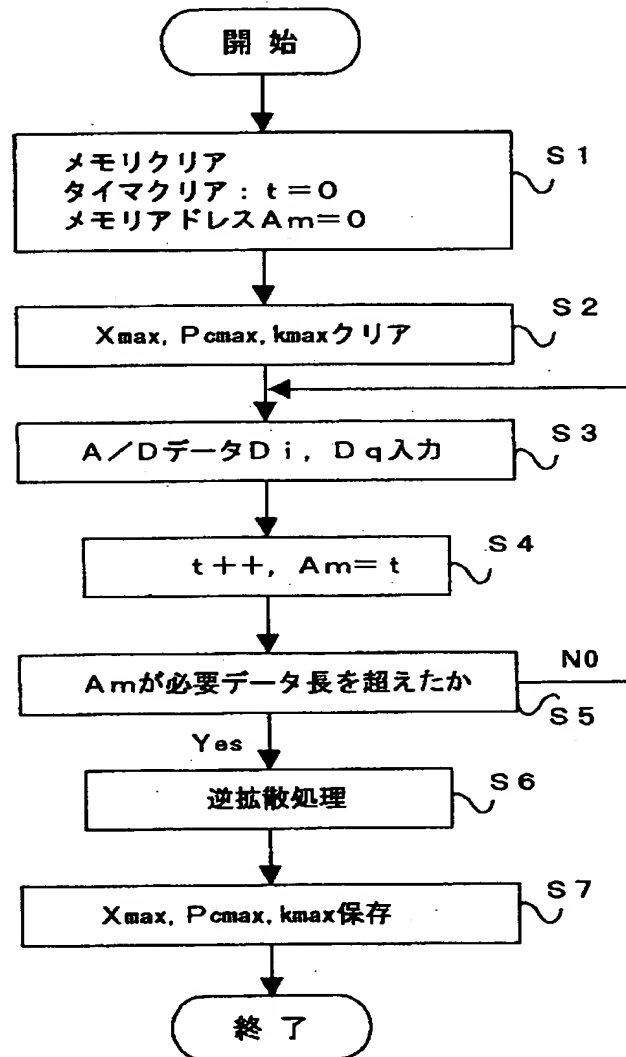 開 始
メモリクリア
タイマクリア：t＝0
メモリアドレスAm＝0
S1
Xmax, Pcmax, kmaxクリア
S2
A／DデータDi, Dq入力
S3
t＋＋, Am＝t
S4
Amが必要データ長を超えたか
NO
S5
Yes
逆拡散処理
S6
Xmax, Pcmax, kmax保存
S7
終 了